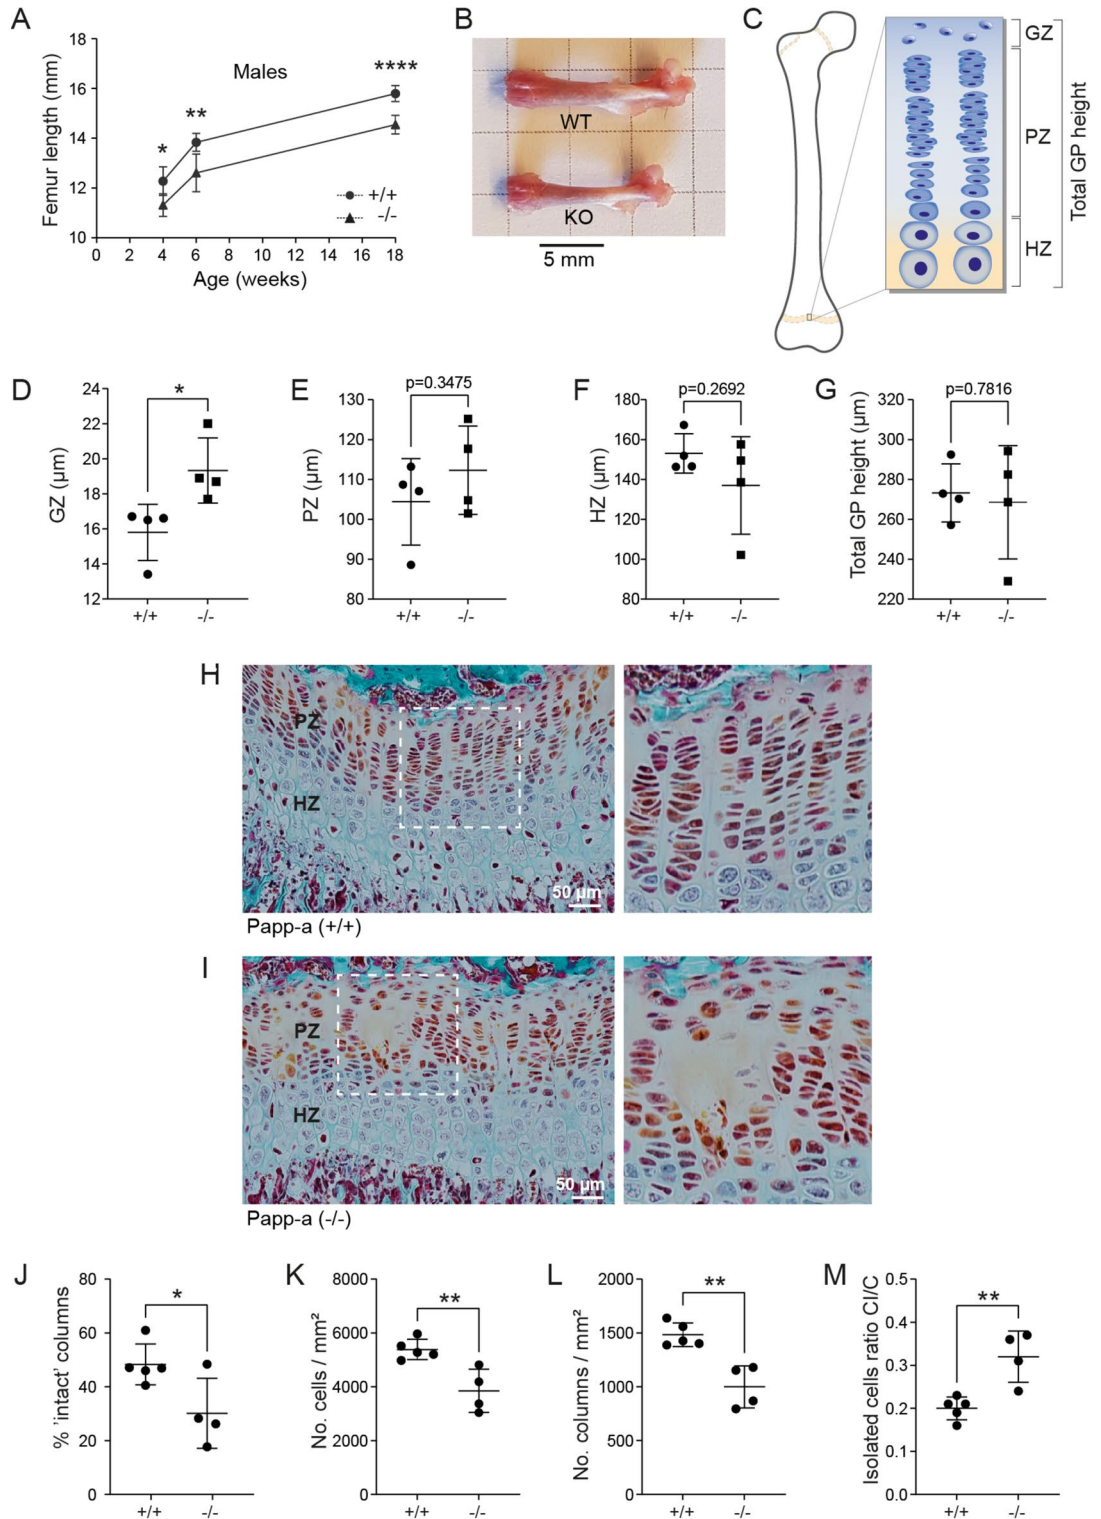 A
Femur length (mm)
18
16
14
12
10
0
0 2 4 6 8 10 12 14 16 18
Age (weeks)
Males
*
**
****
+/+
-/-
B
WT
KO
5 mm
C
GZ
PZ
HZ
Total GP height
D
GZ (µm)
24
22
20
18
16
14
12
*
+/+ -/-
E
PZ (µm)
130
120
110
100
90
80
p=0.3475
+/+ -/-
F
HZ (µm)
180
160
140
120
100
80
p=0.2692
+/+ -/-
G
Total GP height (µm)
320
300
280
260
240
220
p=0.7816
+/+ -/-
H
PZ
HZ
50 µm
Papp-a (+/+)
I
PZ
HZ
50 µm
Papp-a (-/-)
J
% 'intact' columns
80
60
40
20
0
*
+/+ -/-
K
No. cells / mm²
8000
6000
4000
2000
0
**
+/+ -/-
L
No. columns / mm²
2000
1500
1000
500
0
**
+/+ -/-
M
Isolated cells ratio CI/C
0.5
0.4
0.3
0.2
0.1
0.0
**
+/+ -/-